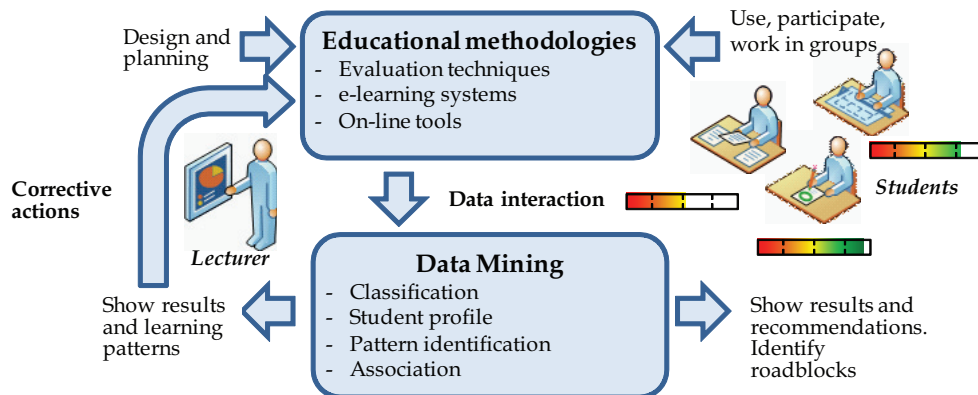 Design and
planning
Educational methodologies
- Evaluation techniques
- e-learning systems
- On-line tools
Use, participate,
work in groups
Corrective
actions
Lecturer
Data interaction
Students
Data Mining
- Classification
- Student profile
- Pattern identification
- Association
Show results
and learning
patterns
Show results and
recommendations.
Identify
roadblocks